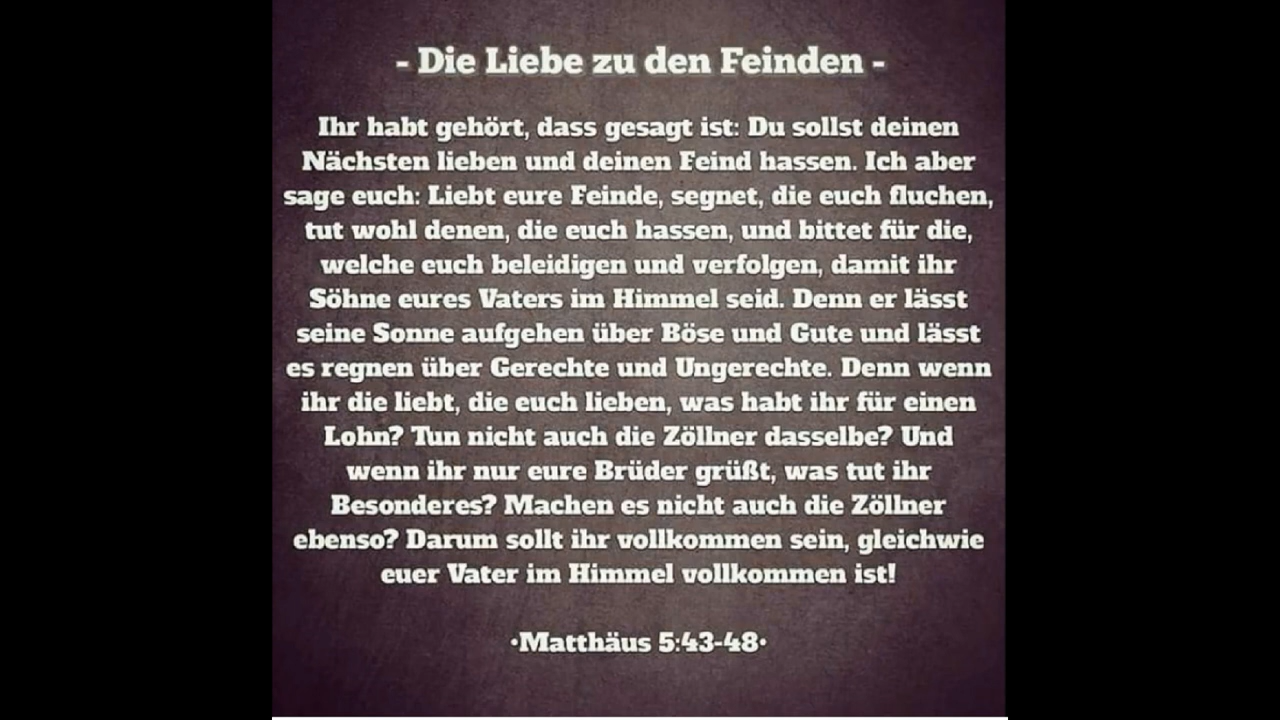 - Die Liebe zu den Feinden -
Ihr habt gehört, dass gesagt ist: Du sollst deinen
Nächsten lieben und deinen Feind hassen. Ich aber
sage euch: Liebt eure Feinde, segnet, die euch fluchen,
tut wohl denen, die euch hassen, und bittet für die,
welche euch beleidigen und verfolgen, damit ihr
Söhne eures Vaters im Himmel seid. Denn er lässt
seine Sonne aufgehen über Böse und Gute und lässt
es regnen über Gerechte und Ungerechte. Denn wenn
ihr die liebt, die euch lieben, was habt ihr für einen
Lohn? Tun nicht auch die Zöllner dasselbe? Und
wenn ihr nur eure Brüder grüßt, was tut ihr
Besonderes? Machen es nicht auch die Zöllner
ebenso? Darum sollt ihr vollkommen sein, gleichwie
euer Vater im Himmel vollkommen ist!
•Matthäus 5:43-48•